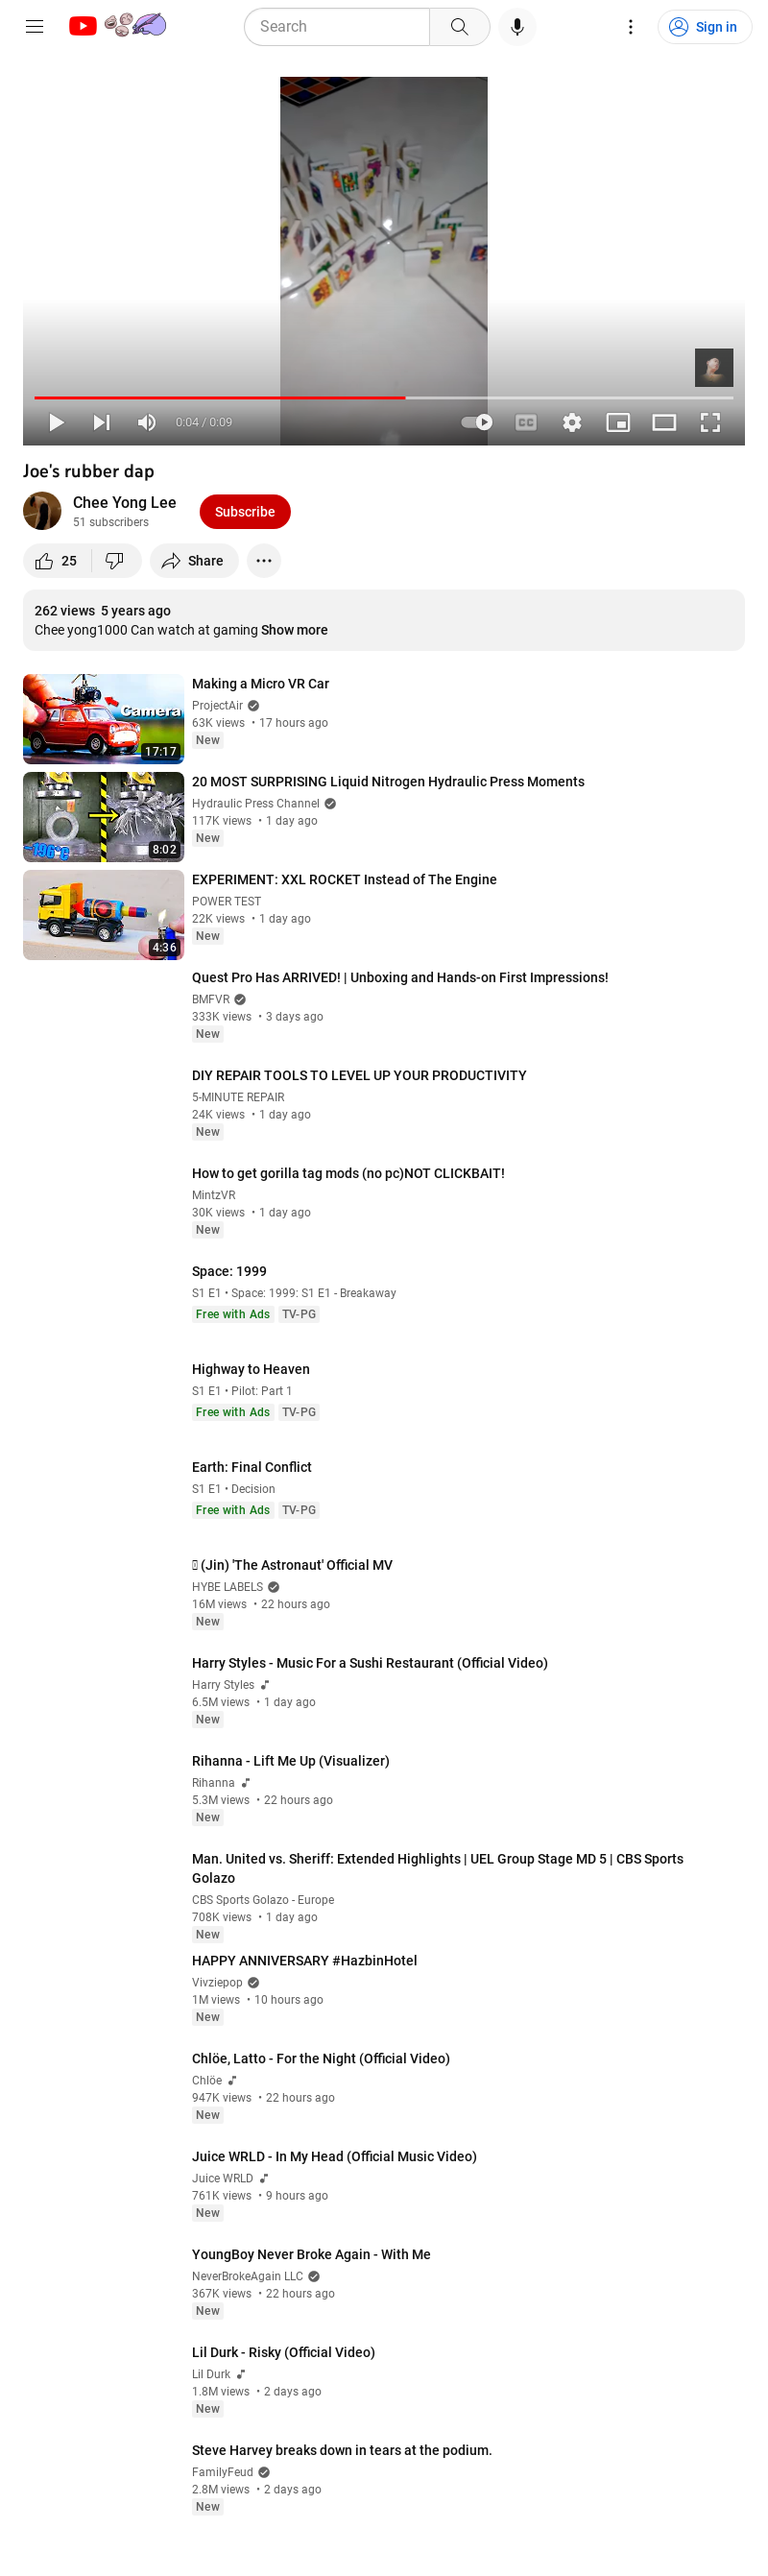 Search
Sign in
0:04 / 0:09
CC
Joe's rubber dap
Chee Yong Lee
51 subscribers
Subscribe
25
Share
262 views 5 years ago
Chee yong1000 Can watch at gaming Show more
Making a Micro VR Car
Camera
ProjectAir
63K views • 17 hours ago
17:17
New
20 MOST SURPRISING Liquid Nitrogen Hydraulic Press Moments
Hydraulic Press Channel
117K views • 1 day ago
-196°c
8:02
New
EXPERIMENT: XXL ROCKET Instead of The Engine
POWER TEST
22K views • 1 day ago
4:36
New
Quest Pro Has ARRIVED! | Unboxing and Hands-on First Impressions!
BMFVR
333K views • 3 days ago
New
DIY REPAIR TOOLS TO LEVEL UP YOUR PRODUCTIVITY
5-MINUTE REPAIR
24K views • 1 day ago
New
How to get gorilla tag mods (no pc)NOT CLICKBAIT!
MintzVR
30K views • 1 day ago
New
Space: 1999
S1 E1 • Space: 1999: S1 E1 - Breakaway
Free with Ads TV-PG
Highway to Heaven
S1 E1 • Pilot: Part 1
Free with Ads TV-PG
Earth: Final Conflict
S1 E1 • Decision
Free with Ads TV-PG
(Jin) 'The Astronaut' Official MV
HYBE LABELS
16M views • 22 hours ago
New
Harry Styles - Music For a Sushi Restaurant (Official Video)
Harry Styles
6.5M views • 1 day ago
New
Rihanna - Lift Me Up (Visualizer)
Rihanna
5.3M views • 22 hours ago
New
Man. United vs. Sheriff: Extended Highlights | UEL Group Stage MD 5 | CBS Sports
Golazo
CBS Sports Golazo - Europe
708K views • 1 day ago
New
HAPPY ANNIVERSARY #HazbinHotel
Vivziepop
1M views • 10 hours ago
New
Chlöe, Latto - For the Night (Official Video)
Chlöe
947K views • 22 hours ago
New
Juice WRLD - In My Head (Official Music Video)
Juice WRLD
761K views • 9 hours ago
New
YoungBoy Never Broke Again - With Me
NeverBrokeAgain LLC
367K views • 22 hours ago
New
Lil Durk - Risky (Official Video)
Lil Durk
1.8M views • 2 days ago
New
Steve Harvey breaks down in tears at the podium.
FamilyFeud
2.8M views • 2 days ago
New